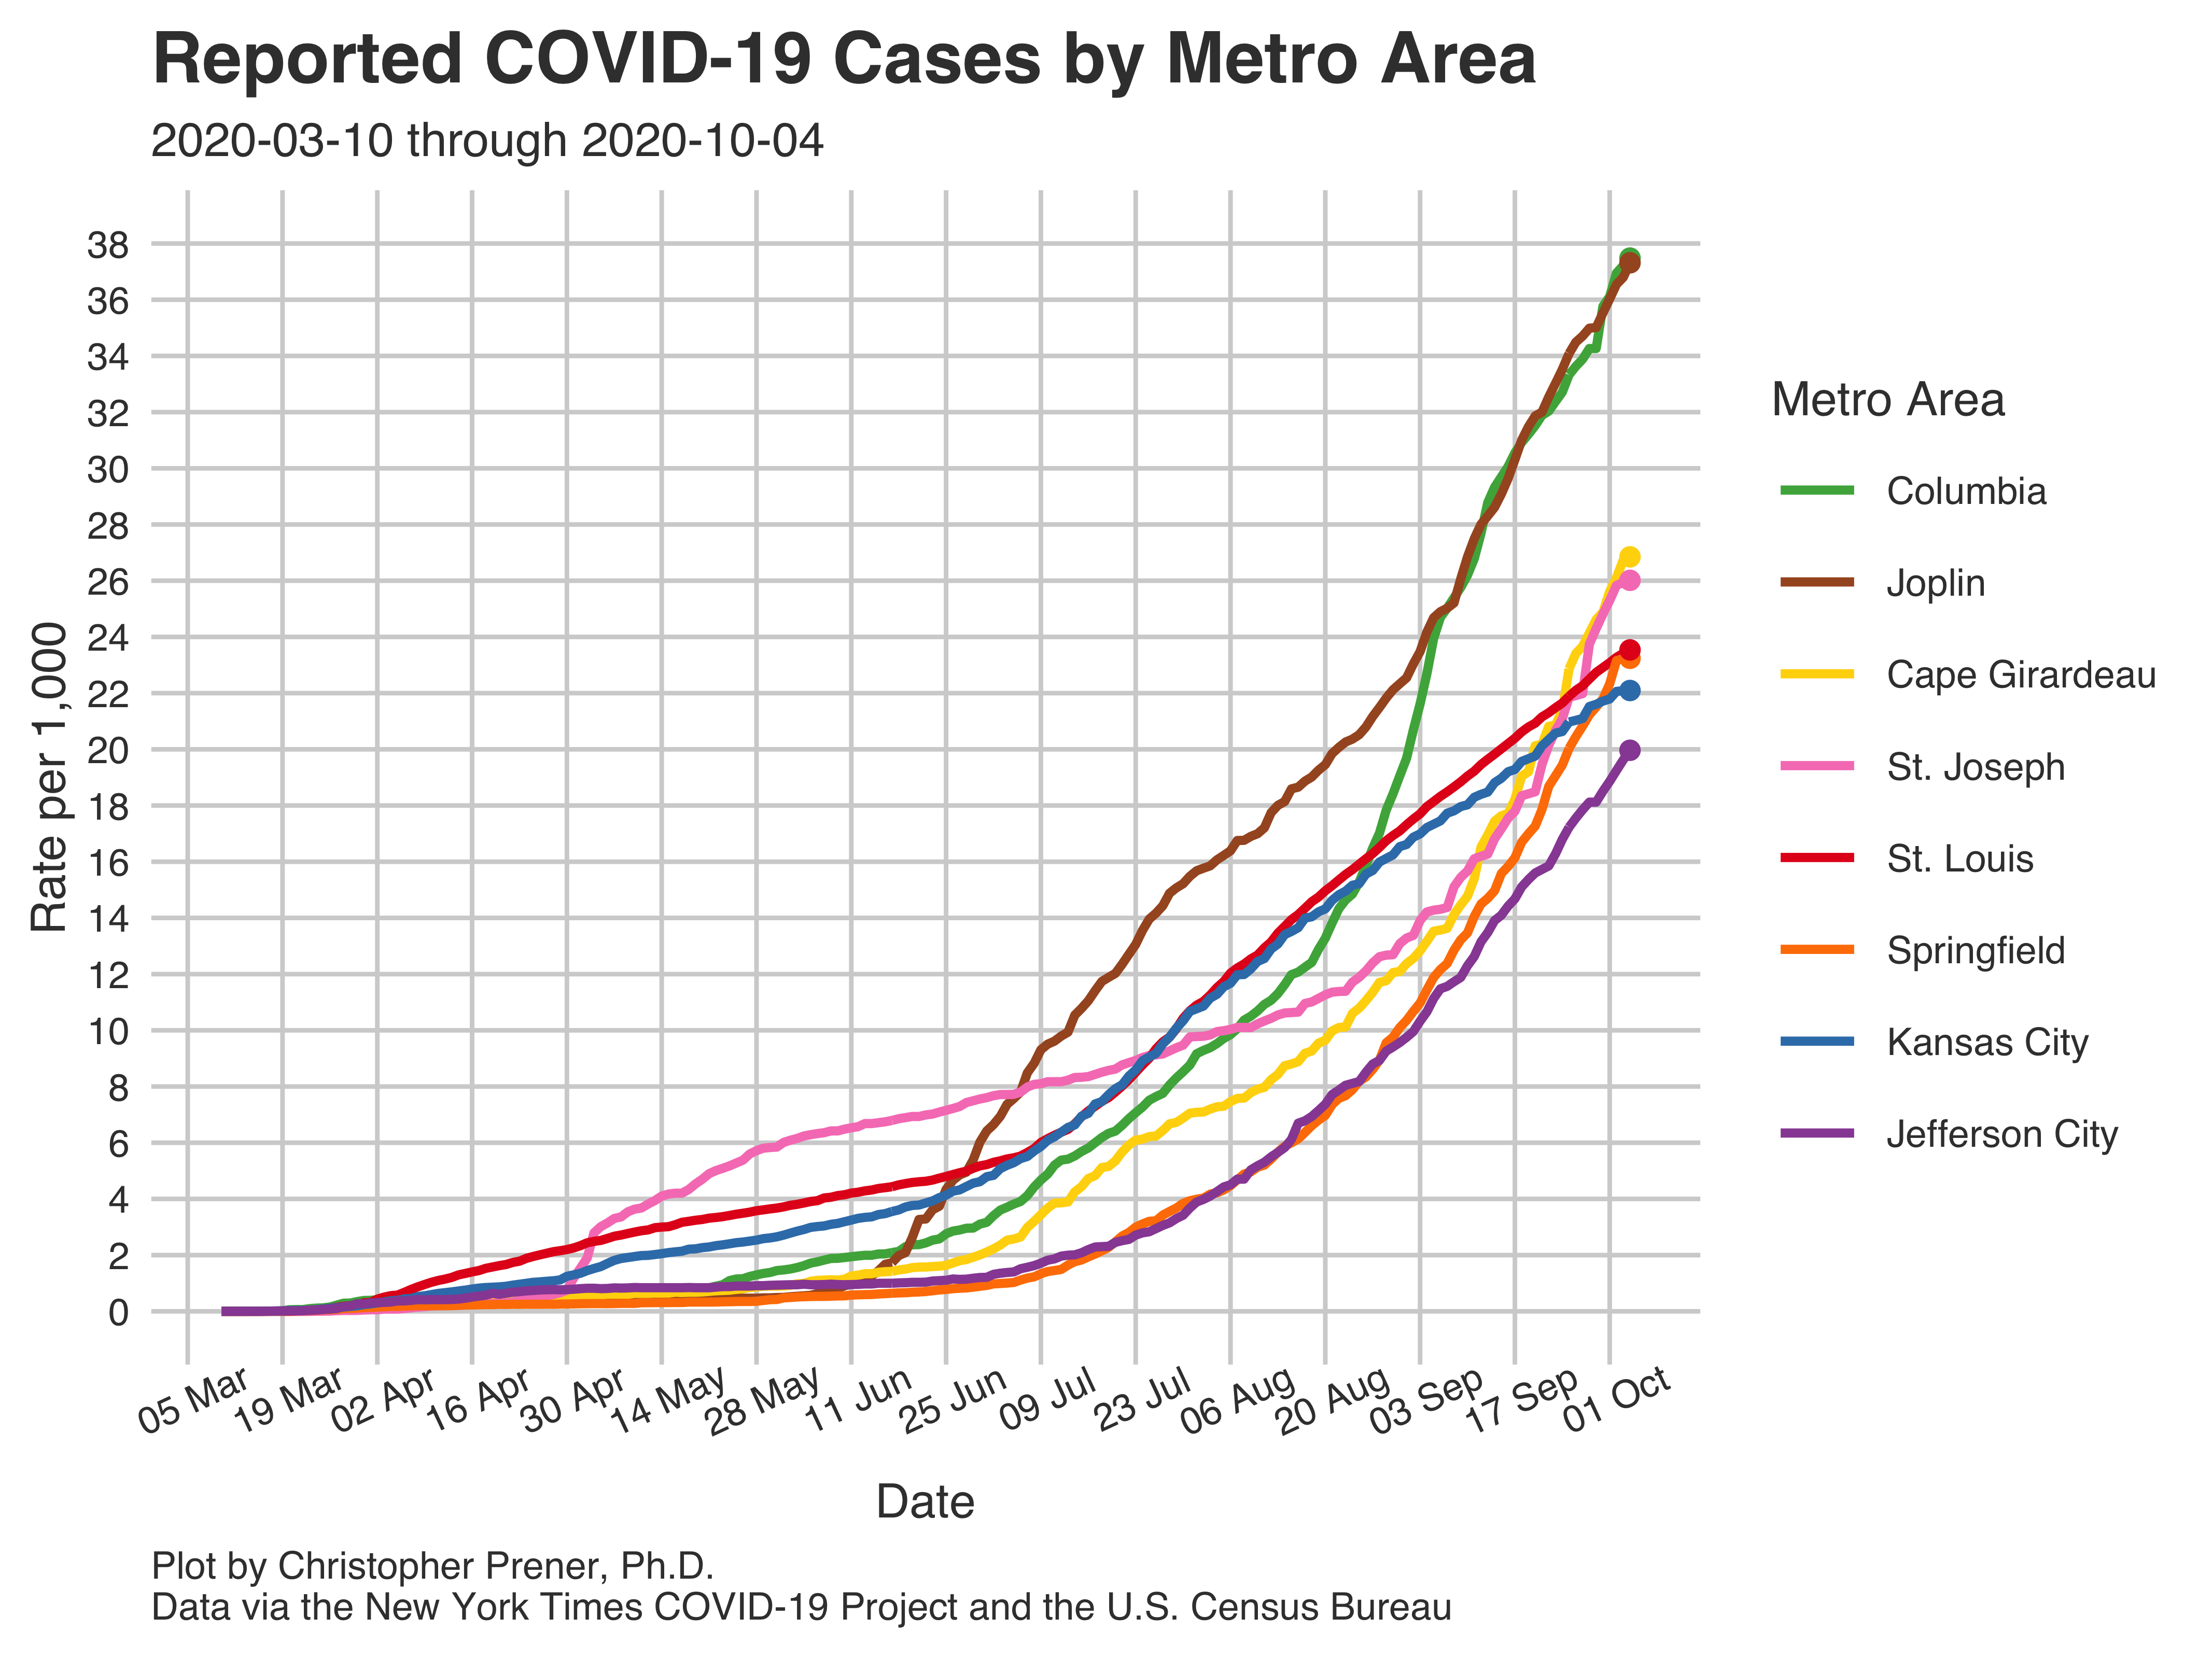 Reported COVID-19 Cases by Metro Area
2020-03-10 through 2020-10-04
38
36
34
32
30
28
26
24
22
20
18
16
14
12
10
8
6
4
2
0
Rate per 1,000
05 Mar
19 Mar
02 Apr
16 Apr
30 Apr
14 May
28 May
11 Jun
25 Jun
09 Jul
23 Jul
06 Aug
20 Aug
03 Sep
17 Sep
01 Oct
Date
Metro Area
Columbia
Joplin
Cape Girardeau
St. Joseph
St. Louis
Springfield
Kansas City
Jefferson City
Plot by Christopher Prener, Ph.D.
Data via the New York Times COVID-19 Project and the U.S. Census Bureau